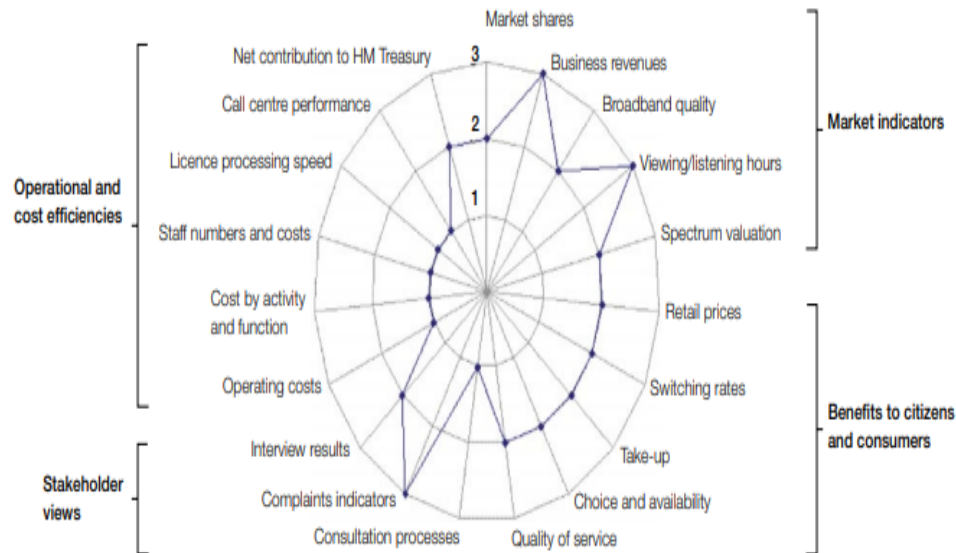 Market shares
Net contribution to HM Treasury
3
Business revenues
Call centre performance
Broadband quality
2
Market indicators
Licence processing speed
Viewing/listening hours
Operational and
cost efficiencies
1
Staff numbers and costs
Spectrum valuation
Cost by activity
and function
Retail prices
Operating costs
Switching rates
Benefits to citizens
and consumers
Interview results
Take-up
Stakeholder
views
Complaints indicators
Choice and availability
Consultation processes
Quality of service